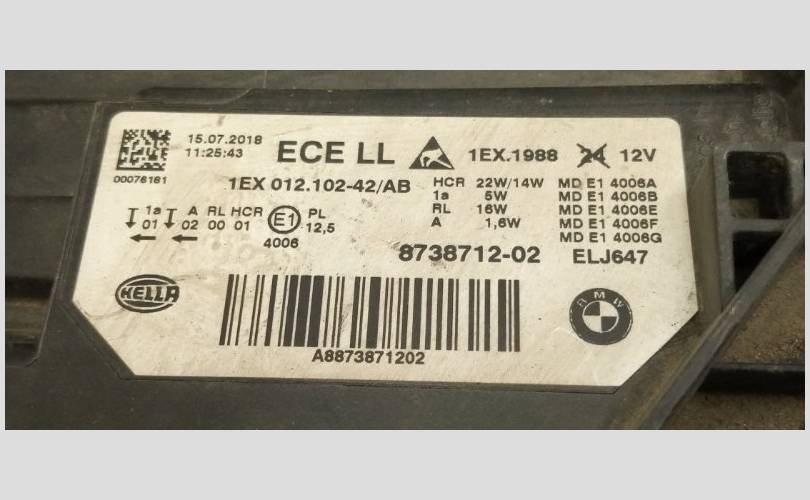 15.07.2018
11:25:43
00076181
ECE LL
1EX.1988 24 12V
1EX 012.102-42/AB
HCR 22W/14W MD E1 4006A
1a 5W MD E1 4006B
RL 16W MD E1 4006E
A 1,6W MD E1 4006F
MD E1 4006G
1a A RL HCR
01 02 00 01
E1
4006
PL
12,5
8738712-02 ELJ647
HELLA
BMW
A8873871202